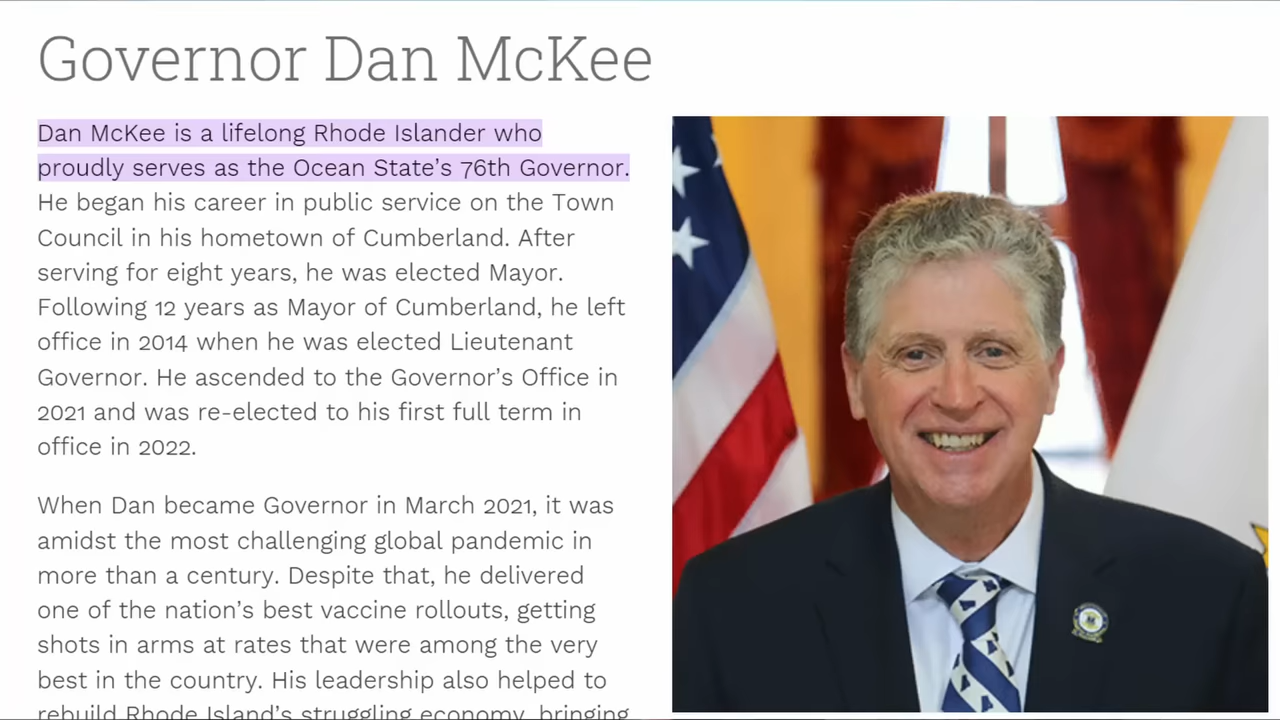 Governor Dan McKee
Dan McKee is a lifelong Rhode Islander who
proudly serves as the Ocean State’s 76th Governor.
He began his career in public service on the Town
Council in his hometown of Cumberland. After
serving for eight years, he was elected Mayor.
Following 12 years as Mayor of Cumberland, he left
office in 2014 when he was elected Lieutenant
Governor. He ascended to the Governor’s Office in
2021 and was re-elected to his first full term in
office in 2022.
When Dan became Governor in March 2021, it was
amidst the most challenging global pandemic in
more than a century. Despite that, he delivered
one of the nation’s best vaccine rollouts, getting
shots in arms at rates that were among the very
best in the country. His leadership also helped to
rebuild Rhode Island’s struggling economy, bringing